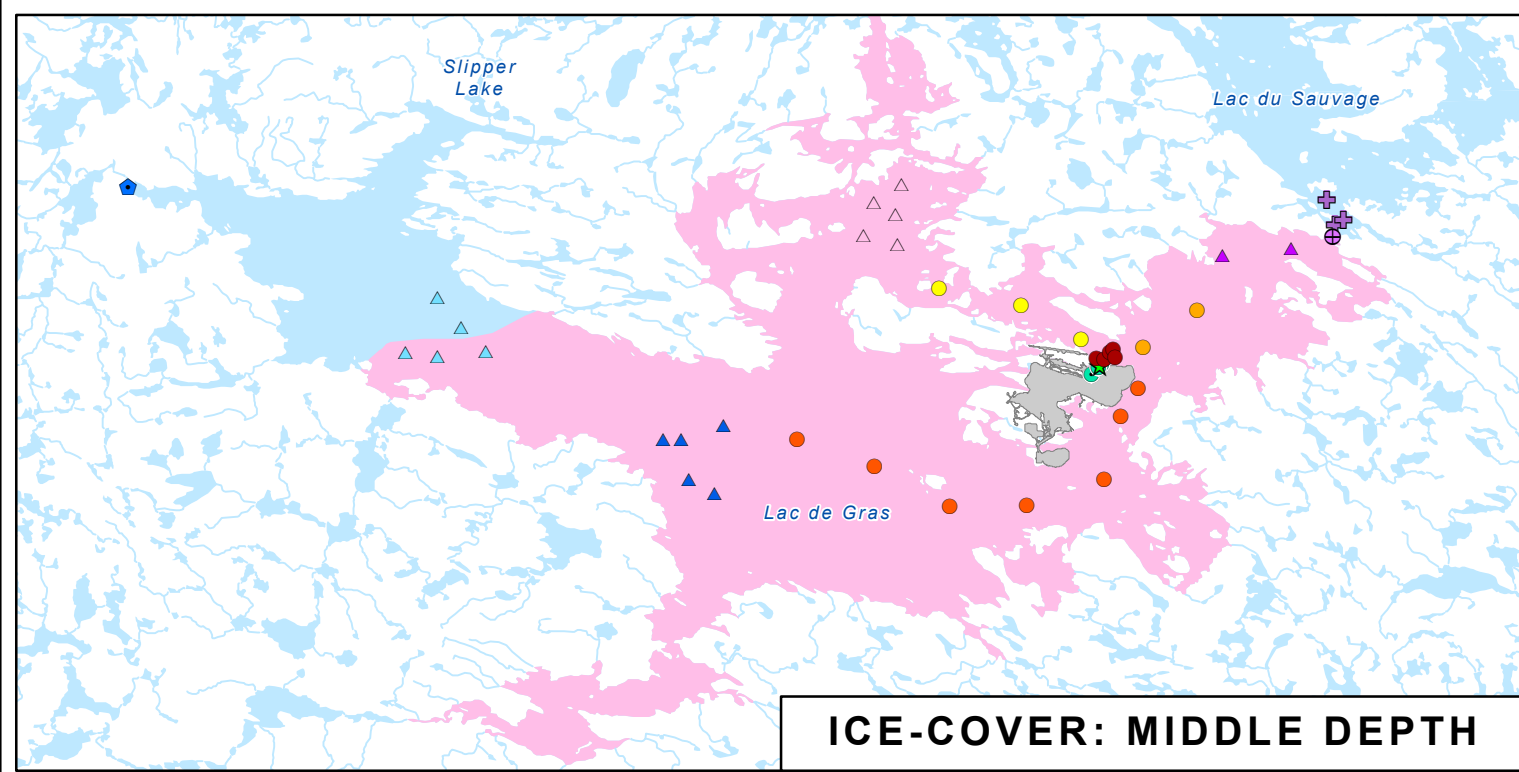 Slipper
Lake
Lac du Sauvage
Lac de Gras
ICE-COVER: MIDDLE DEPTH